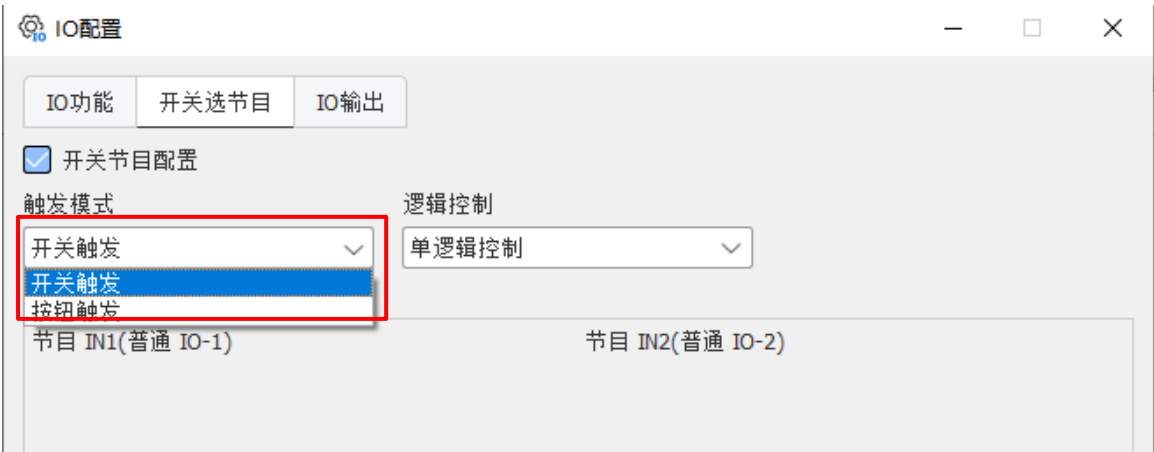 IO配置
IO功能 开关选节目 IO输出
开关节目配置
触发模式 逻辑控制
开关触发 单逻辑控制
开关触发
按钮触发
节目 IN1(普通 IO-1) 节目 IN2(普通 IO-2)